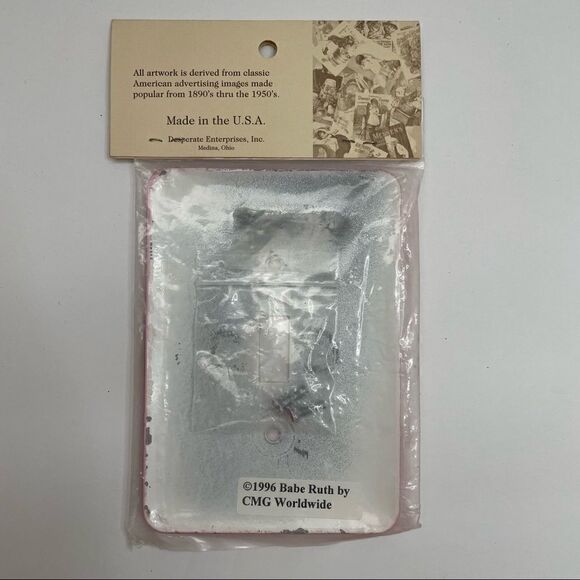 All artwork is derived from classic
American advertising images made
popular from 1890's thru the 1950's.
Made in the U.S.A.
Desperate Enterprises, Inc.
Medina, Ohio
©1996 Babe Ruth by
CMG Worldwide